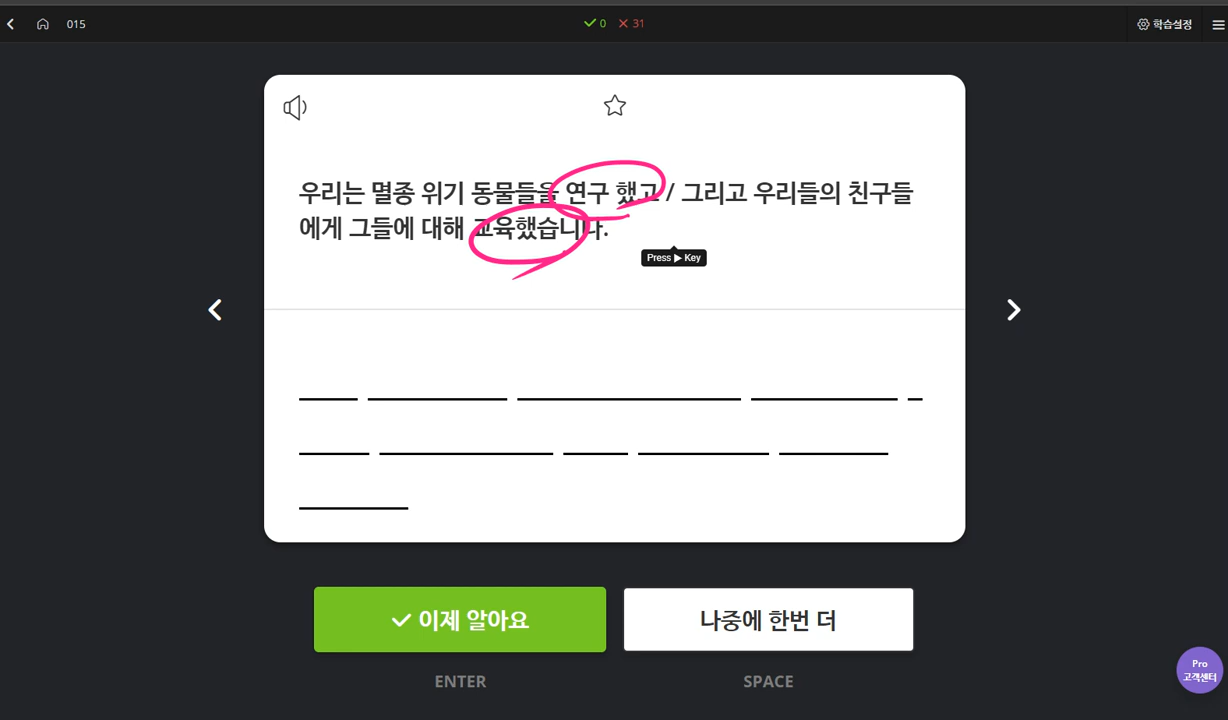 015
0
31
학습설정
우리는 멸종 위기 동물들을 연구 했고 / 그리고 우리들의 친구들
에게 그들에 대해 교육했습니다.
Press ▶ Key
이제 알아요
나중에 한번 더
ENTER
SPACE
Pro
고객센터